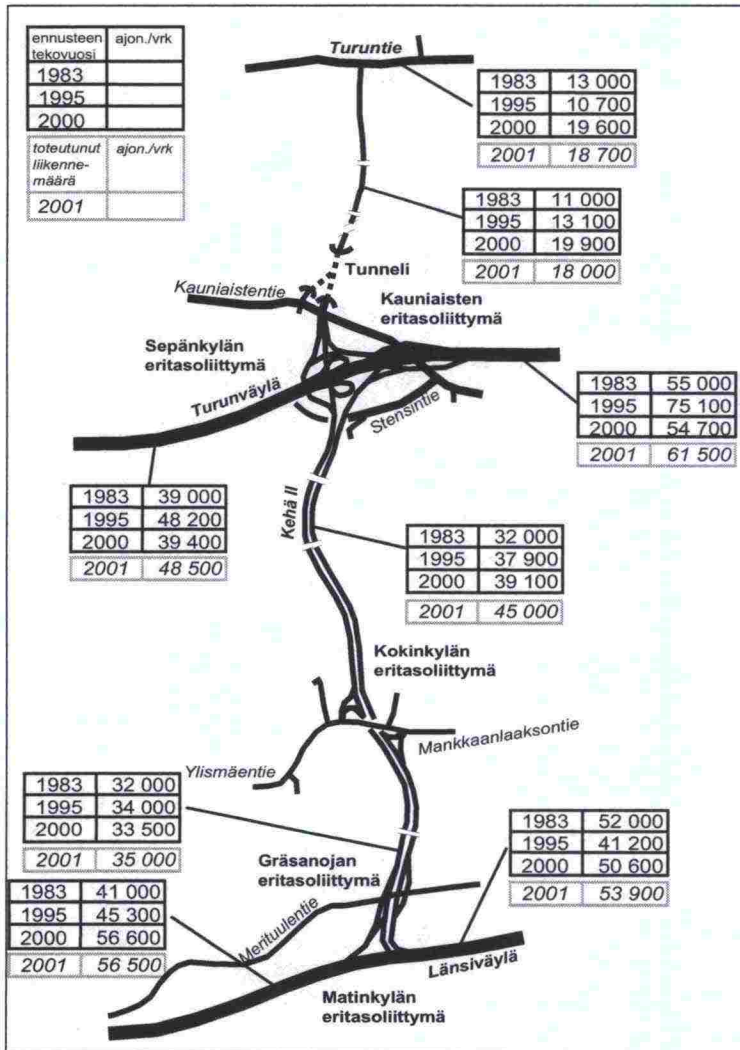 ennusteen ajon./vrk
tekovuosi
1983
1995
2000
toteutunut ajon./vrk
liikenne-
määrä
2001
Turuntie
1983 13 000
1995 10 700
2000 19 600
2001 18 700
1983 11 000
1995 13 100
2000 19 900
2001 18 000
Tunneli
Kauniaistentie
Kauniaisten
eritasoliittymä
Sepänkylän
eritasoliittymä
Turunväylä
Stensintie
1983 55 000
1995 75 100
2000 54 700
2001 61 500
1983 39 000
1995 48 200
2000 39 400
2001 48 500
Kehä II
1983 32 000
1995 37 900
2000 39 100
2001 45 000
Kokinkylän
eritasoliittymä
Mankkaanlaaksontie
Ylismäentie
1983 32 000
1995 34 000
2000 33 500
2001 35 000
1983 52 000
1995 41 200
2000 50 600
2001 53 900
Gräsanojan
eritasoliittymä
1983 41 000
1995 45 300
2000 56 600
2001 56 500
Merituulentie
Länsiväylä
Matinkylän
eritasoliittymä